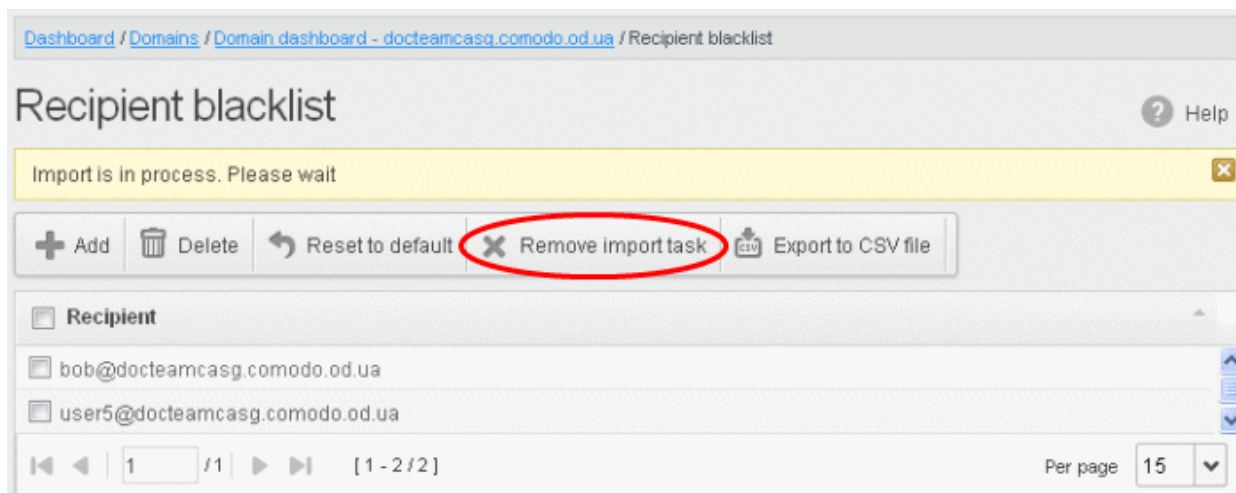 Dashboard / Domains / Domain dashboard - docteamcasg.comodo.od.ua / Recipient blacklist
Recipient blacklist
? Help
Import is in process. Please wait
Add Delete Reset to default Remove import task CSV Export to CSV file
Recipient
bob@docteamcasg.comodo.od.ua
user5@docteamcasg.comodo.od.ua
1 /1 [1 - 2 / 2] Per page 15